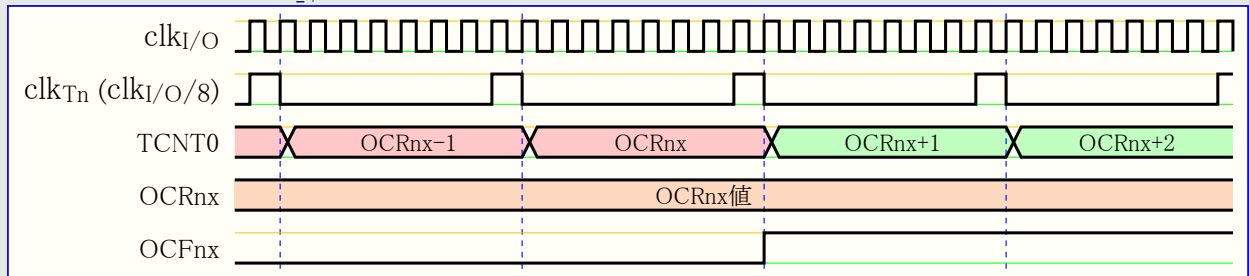 clkI/O
clkTn (clkI/O/8)
TCNT0 OCRnx-1 OCRnx OCRnx+1 OCRnx+2
OCRnx OCRnx値
OCFnx